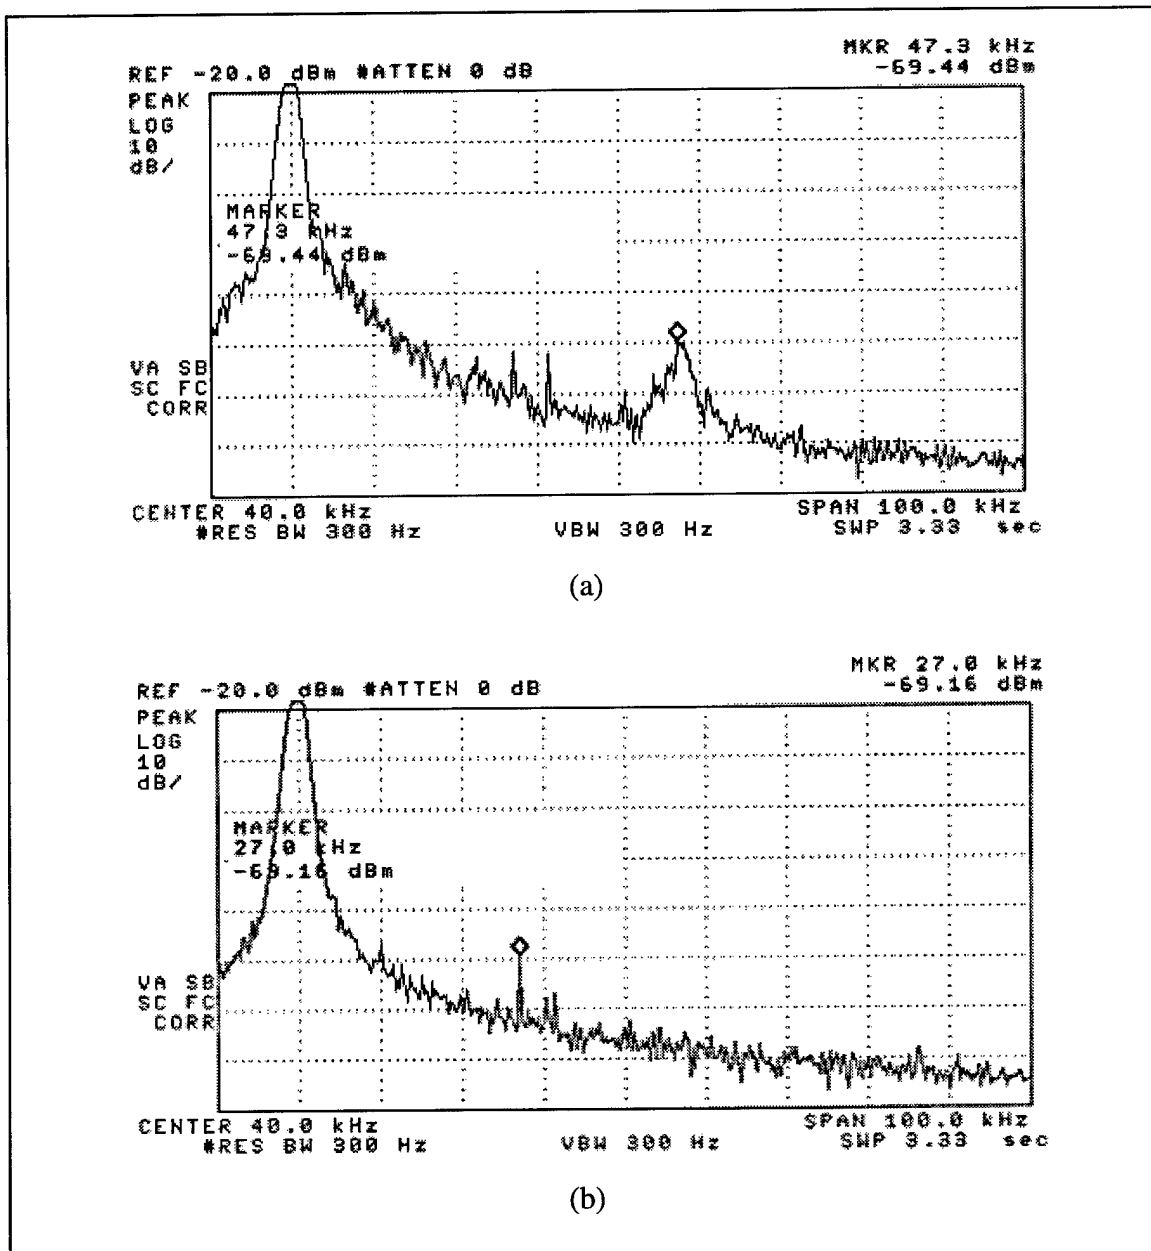 MKR 47.3 kHz
REF -20.0 dBm #ATTEN 0 dB -69.44 dBm
PEAK
LOG
10
dB/
MARKER
47.3 kHz
-69.44 dBm
VA SB
SC FC
CORR
CENTER 40.0 kHz SPAN 100.0 kHz
#RES BW 300 Hz VBW 300 Hz SWP 3.33 sec
(a)
MKR 27.0 kHz
REF -20.0 dBm #ATTEN 0 dB -69.16 dBm
PEAK
LOG
10
dB/
MARKER
27.0 kHz
-69.16 dBm
VA SB
SC FC
CORR
CENTER 40.0 kHz SPAN 100.0 kHz
#RES BW 300 Hz VBW 300 Hz SWP 3.33 sec
(b)